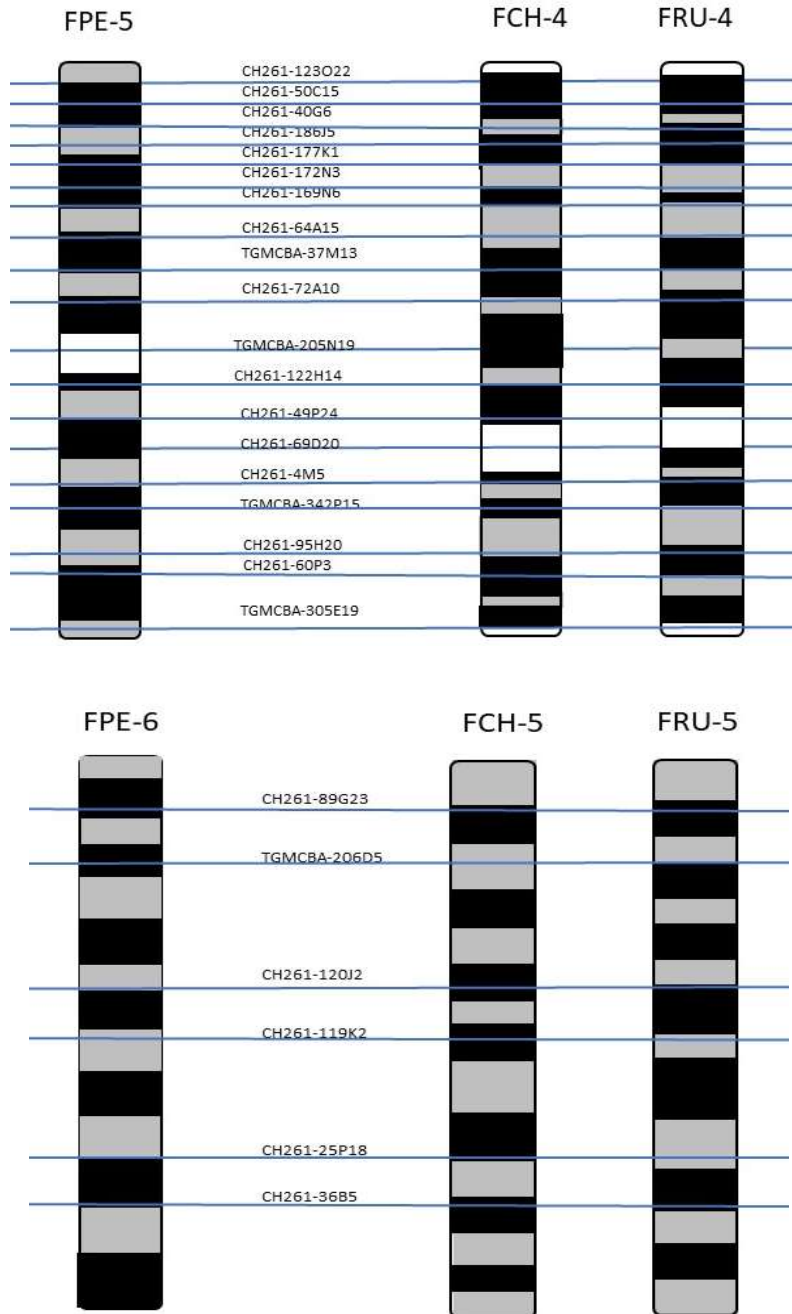 FPE-5 FCH-4 FRU-4
CH261-123O22
CH261-50C15
CH261-40G6
CH261-186J5
CH261-177K1
CH261-172N3
CH261-169N6
CH261-64A15
TGMCBA-37M13
CH261-72A10
TGMCBA-205N19
CH261-122H14
CH261-49P24
CH261-69D20
CH261-4M5
TGMCBA-342P15
CH261-95H20
CH261-60P3
TGMCBA-305E19
FPE-6 FCH-5 FRU-5
CH261-89G23
TGMCBA-206D5
CH261-120J2
CH261-119K2
CH261-25P18
CH261-36B5